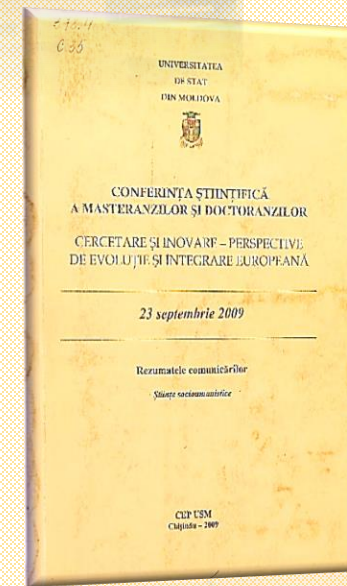 C 35
UNIVERSITATEA
DE STAT
DIN MOLDOVA
CONFERINȚA ȘTIINȚIFICĂ
A MASTERANZILOR ȘI DOCTORANZILOR
CERCETARE ȘI INOVARE – PERSPECTIVE
DE EVOLUȚIE ȘI INTEGRARE EUROPEANĂ
23 septembrie 2009
Rezumatele comunicărilor
Științe socioumanistice
CEP USM
Chișinău – 2009